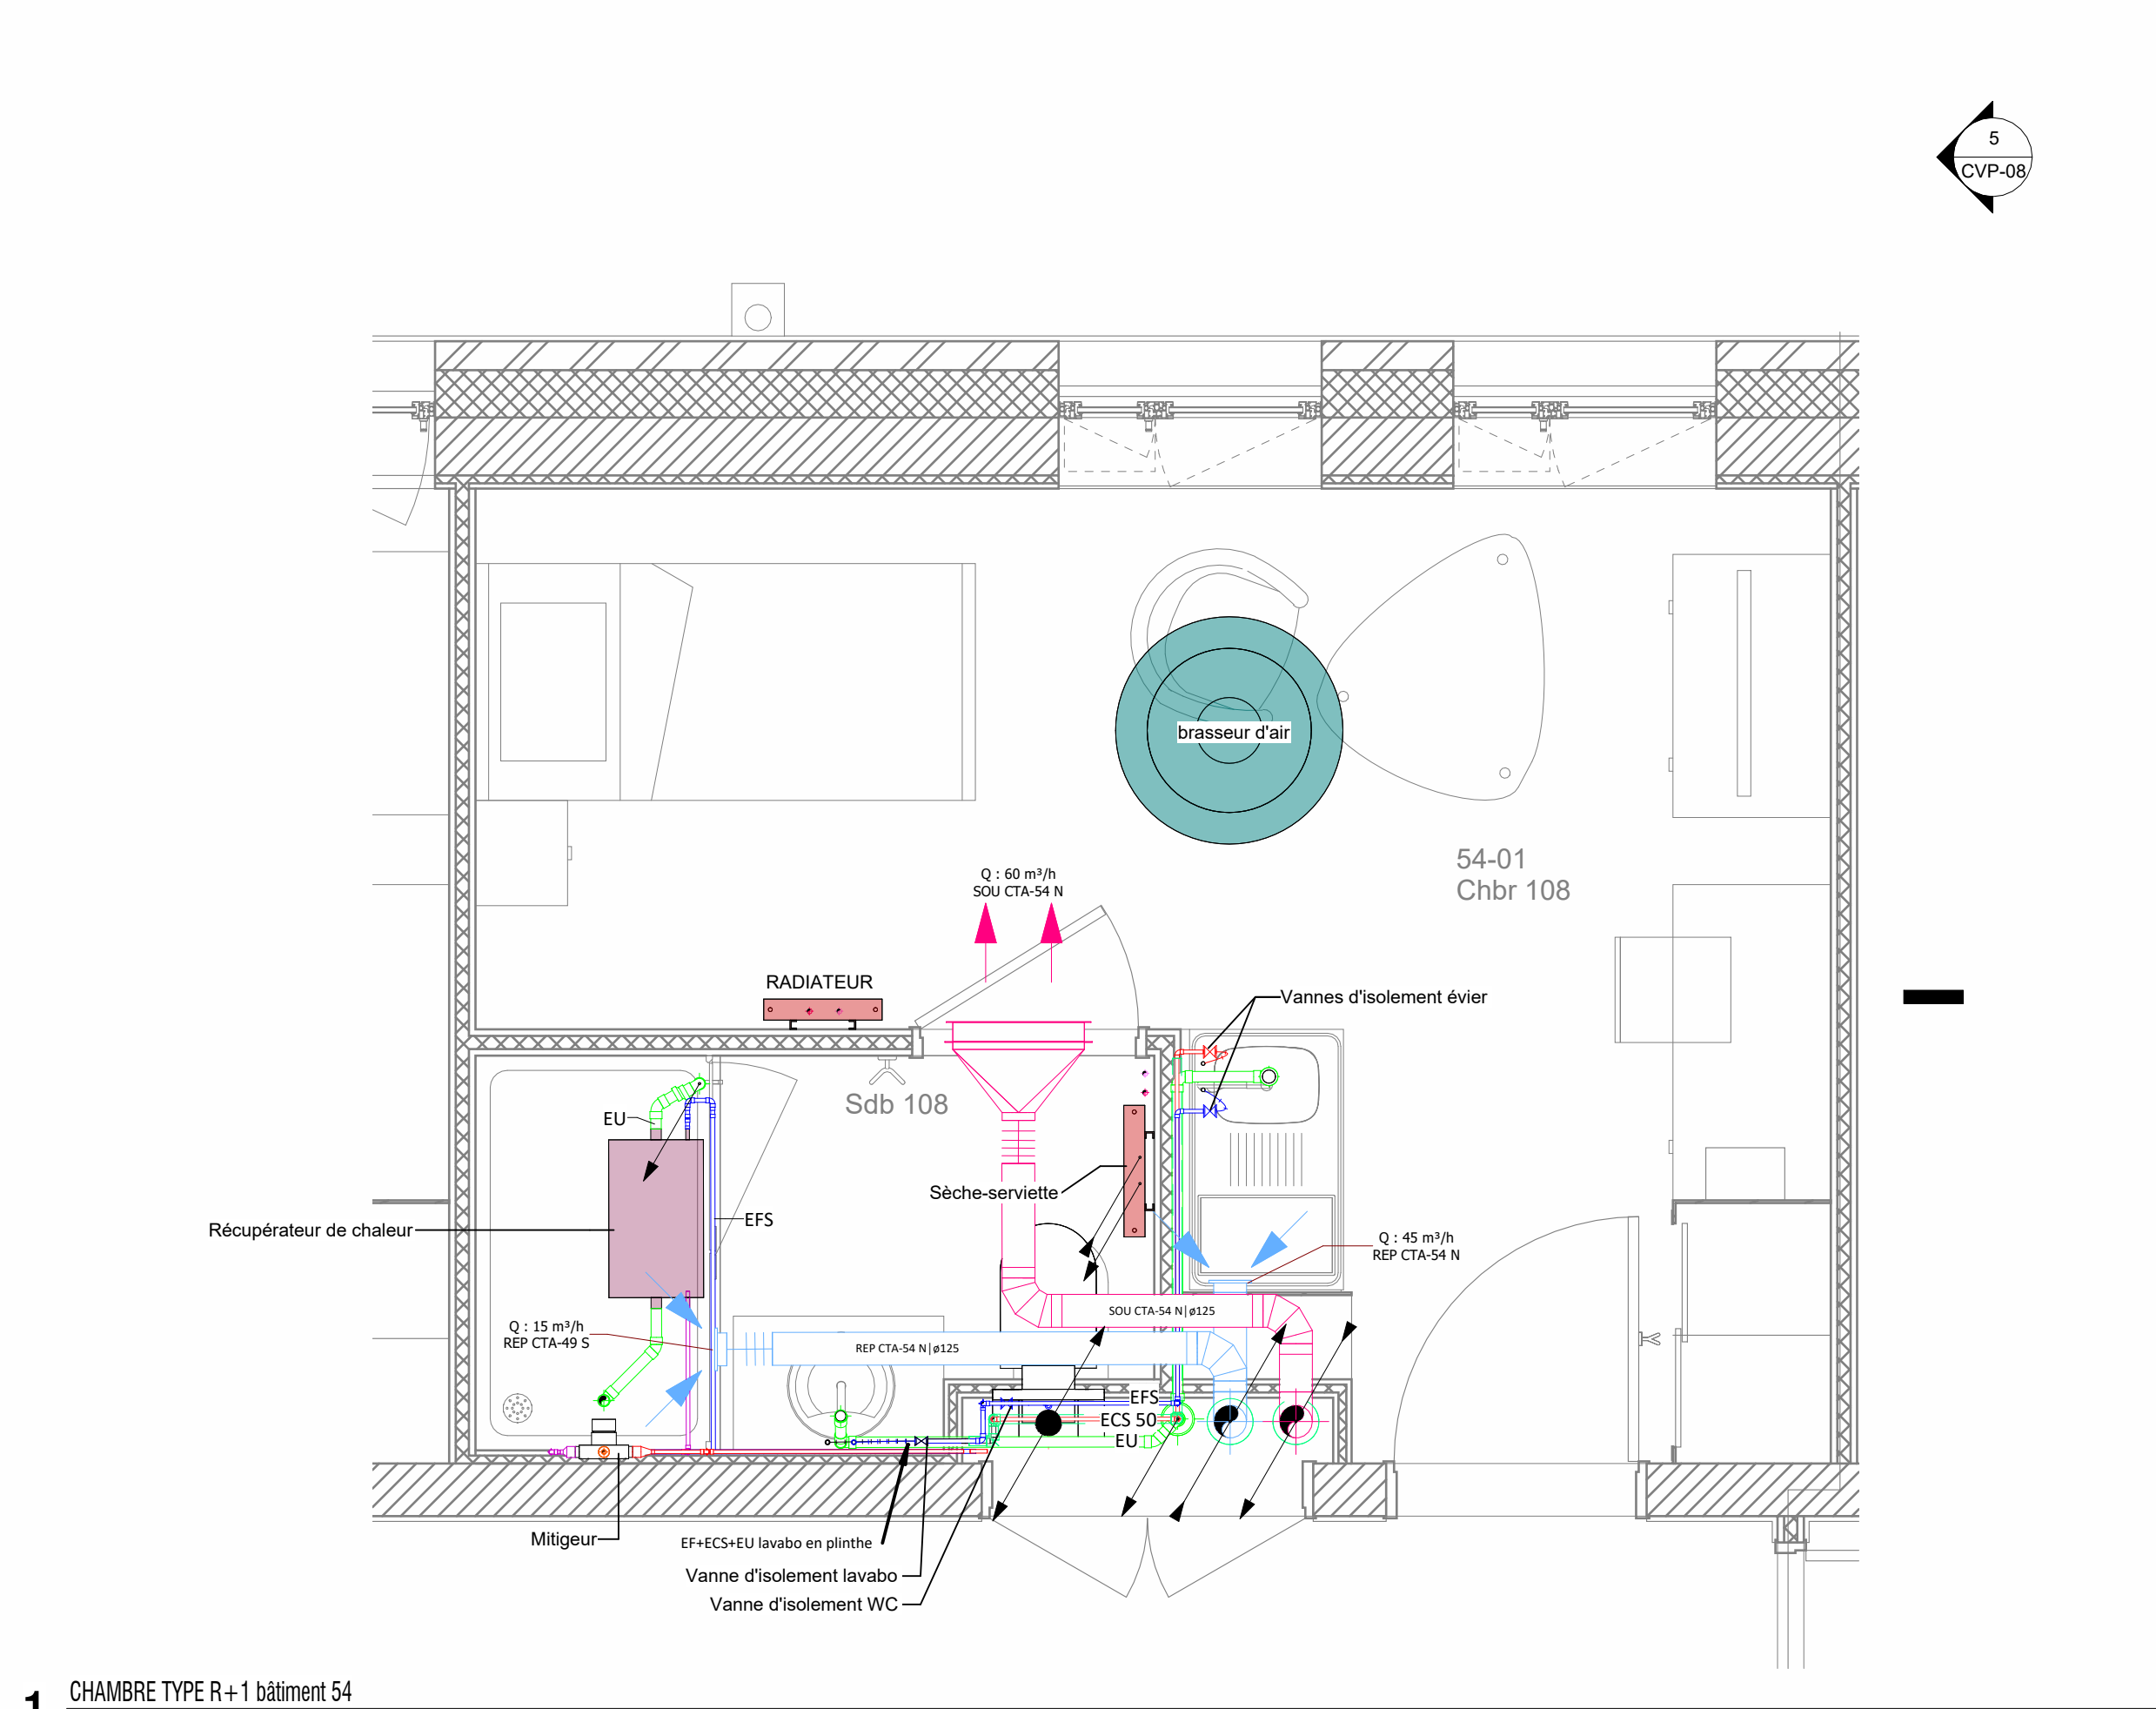 5
CVP-08
brasseur d'air
54-01
Chbr 108
Q : 60 m³/h
SOU CTA-54 N
RADIATEUR
Vannes d'isolement évier
Sdb 108
EU
Sèche-serviette
EFS
Récupérateur de chaleur
Q : 45 m³/h
REP CTA-54 N
SOU CTA-54 N|ø125
Q : 15 m³/h
REP CTA-49 S
REP CTA-54 N|ø125
EFS
ECS 50
EU
Mitigeur
EF+ECS+EU lavabo en plinthe
Vanne d'isolement lavabo
Vanne d'isolement WC
1 CHAMBRE TYPE R+1 bâtiment 54